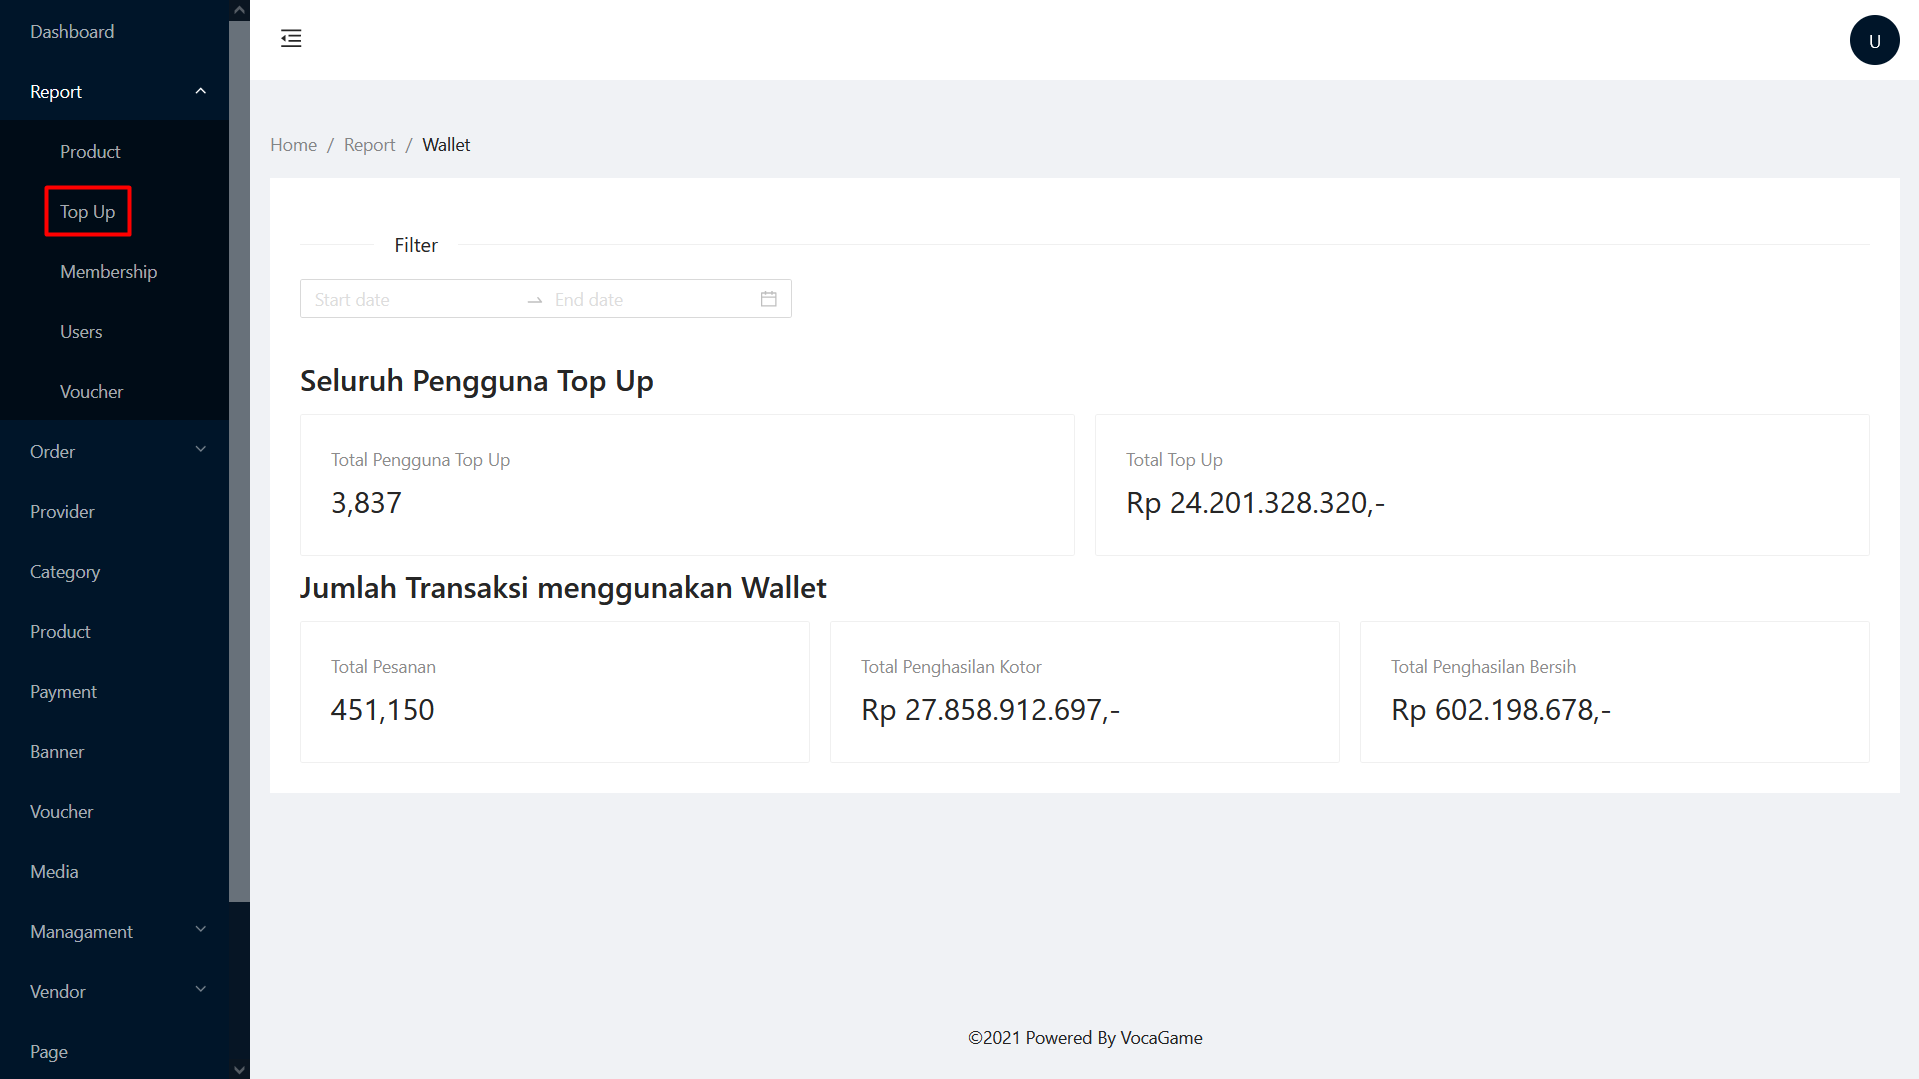 Dashboard
Report
Product
Top Up
Membership
Users
Voucher
Order
Provider
Category
Product
Payment
Banner
Voucher
Media
Managament
Vendor
Page
U
Home / Report / Wallet
Filter
Start date → End date
Seluruh Pengguna Top Up
Total Pengguna Top Up
3,837
Total Top Up
Rp 24.201.328.320,-
Jumlah Transaksi menggunakan Wallet
Total Pesanan
451,150
Total Penghasilan Kotor
Rp 27.858.912.697,-
Total Penghasilan Bersih
Rp 602.198.678,-
©2021 Powered By VocaGame